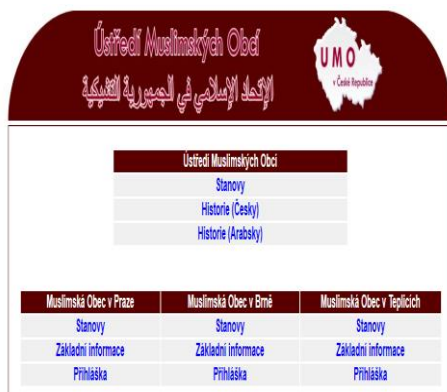 Ústředí Muslimských Obcí
الإتحاد الإسلامي في الجمهورية التشيكية
UMO
v České Republice
Ústředí Muslimských Obcí
Stanovy
Historie (Česky)
Historie (Arabsky)
Muslimská Obec v Praze Muslimská Obec v Brně Muslimská Obec v Teplicích
Stanovy Stanovy Stanovy
Základní informace Základní informace Základní informace
Přihláška Přihláška Přihláška